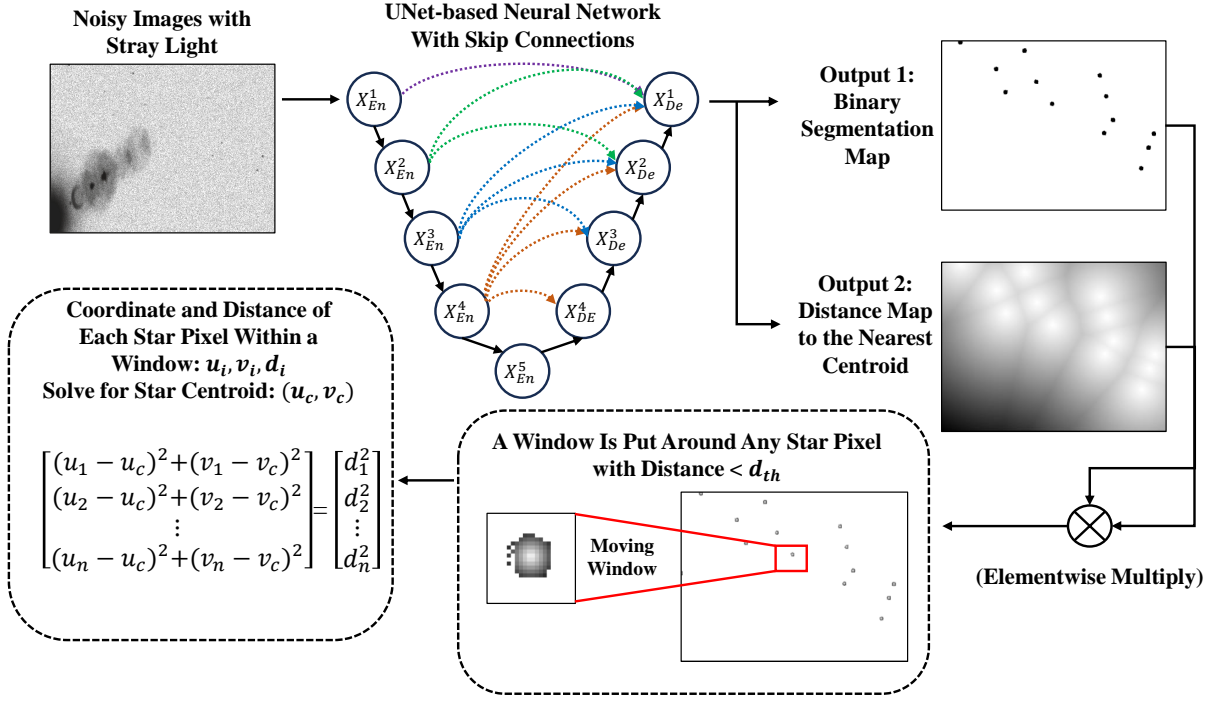 Noisy Images with
Stray Light
UNet-based Neural Network
With Skip Connections
X_{En}^{1}
X_{En}^{2}
X_{En}^{3}
X_{En}^{4}
X_{En}^{5}
X_{DE}^{4}
X_{De}^{3}
X_{De}^{2}
X_{De}^{1}
Output 1:
Binary
Segmentation
Map
Output 2:
Distance Map
to the Nearest
Centroid
(Elementwise Multiply)
A Window Is Put Around Any Star Pixel
with Distance < d_{th}
Moving
Window
Coordinate and Distance of
Each Star Pixel Within a
Window: u_i, v_i, d_i
Solve for Star Centroid: (u_c, v_c)
[(u_1 − u_c)^2+(v_1 − v_c)^2] [d_1^2]
[(u_2 − u_c)^2+(v_2 − v_c)^2] = [d_2^2]
⋮ ⋮
[(u_n − u_c)^2+(v_n − v_c)^2] [d_n^2]